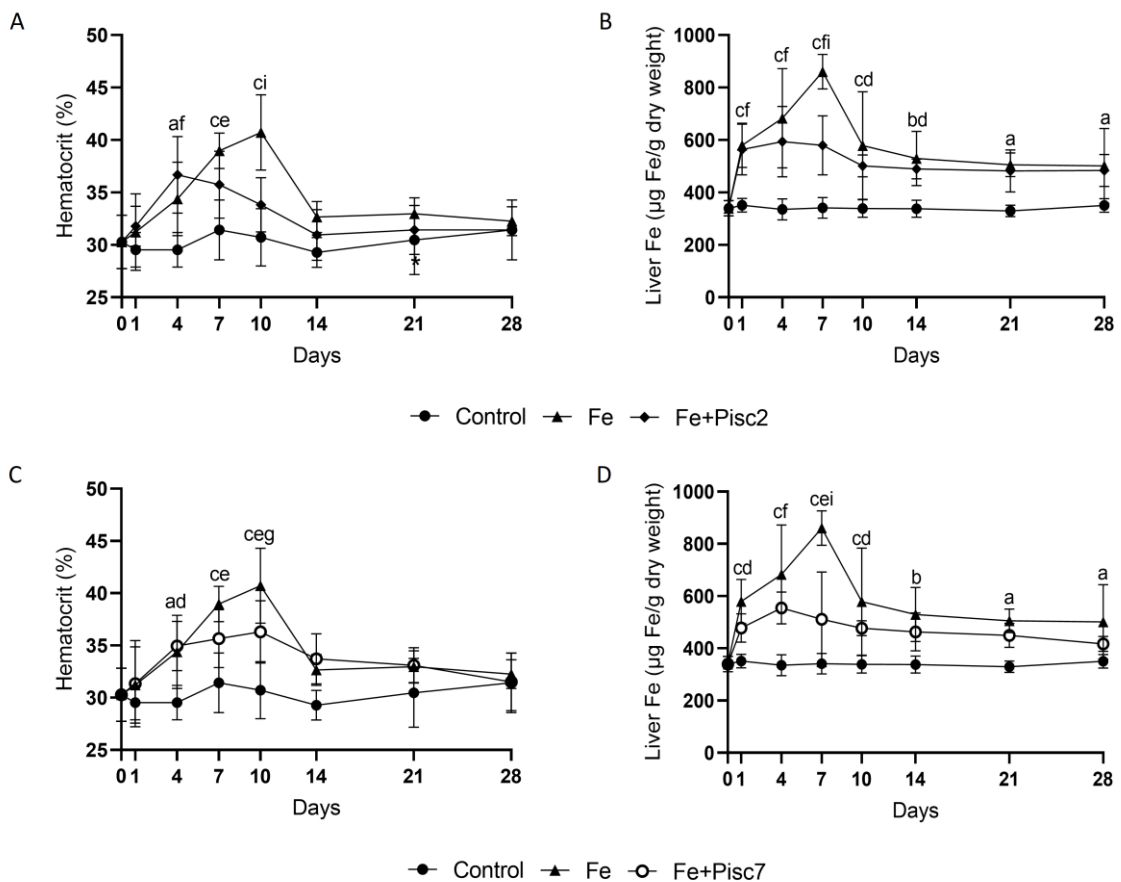 A
Hematocrit (%)
50
45
40
35
30
25
af
ce
ci
*
0 1 4 7 10 14 21 28
Days
B
Liver Fe (µg Fe/g dry weight)
1000
800
600
400
200
0
cf
cf
cfi
cd
bd
a
a
0 1 4 7 10 14 21 28
Days
Control Fe Fe+Pisc2
C
Hematocrit (%)
50
45
40
35
30
25
ad
ce
ceg
0 1 4 7 10 14 21 28
Days
D
Liver Fe (µg Fe/g dry weight)
1000
800
600
400
200
0
cd
cf
cei
cd
b
a
a
0 1 4 7 10 14 21 28
Days
Control Fe Fe+Pisc7